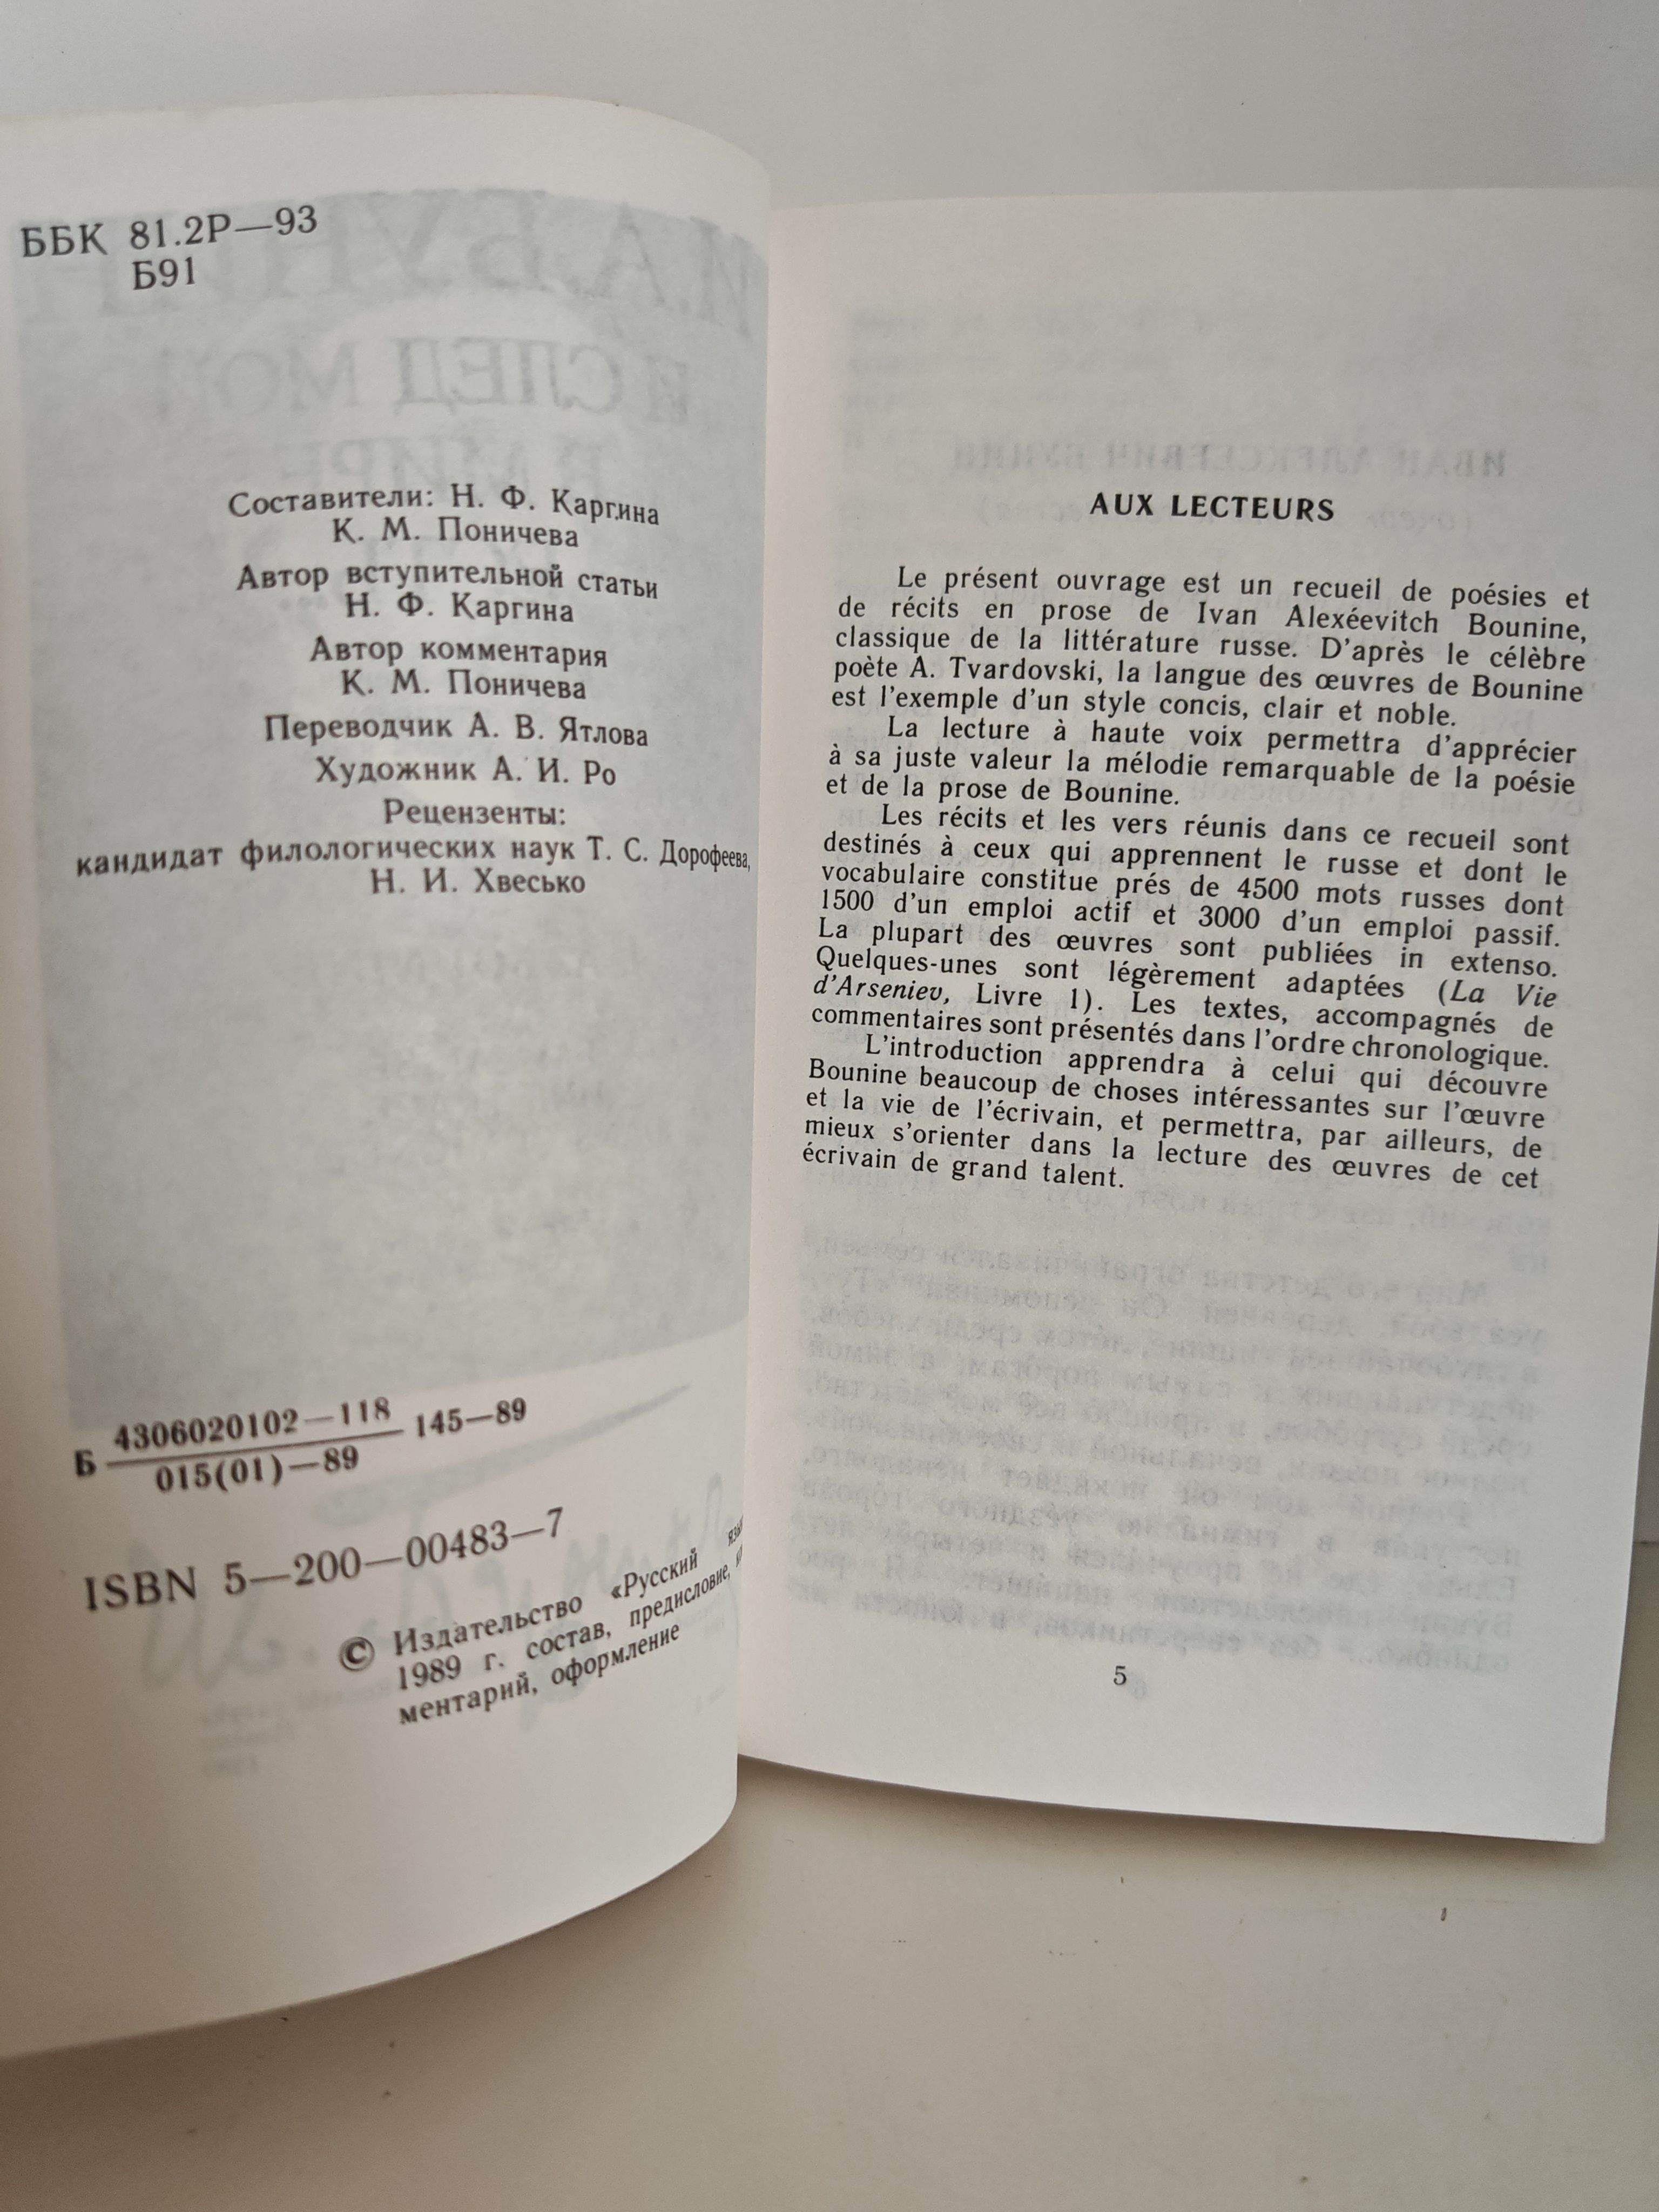 ББК 81.2Р—93
Б91
Составители: Н. Ф. Каргина
К. М. Поничева
Автор вступительной статьи
Н. Ф. Каргина
Автор комментария
К. М. Поничева
Переводчик А. В. Ятлова
Художник А. И. Ро
Рецензенты:
кандидат филологических наук Т. С. Дорофеева,
Н. И. Хвесько
Б 4306020102—118 145—89
015(01)—89
ISBN 5—200—00483—7
© Издательство «Русский язы
1989 г. состав, предисловие, к
ментарий, оформление
AUX LECTEURS
Le présent ouvrage est un recueil de poésies et
de récits en prose de Ivan Alexéevitch Bounine,
classique de la littérature russe. D'après le célèbre
poète A. Tvardovski, la langue des œuvres de Bounine
est l'exemple d'un style concis, clair et noble.
La lecture à haute voix permettra d'apprécier
à sa juste valeur la mélodie remarquable de la poésie
et de la prose de Bounine.
Les récits et les vers réunis dans ce recueil sont
destinés à ceux qui apprennent le russe et dont le
vocabulaire constitue prés de 4500 mots russes dont
1500 d'un emploi actif et 3000 d'un emploi passif.
La plupart des œuvres sont publiées in extenso.
Quelques-unes sont légèrement adaptées (La Vie
d'Arseniev, Livre 1). Les textes, accompagnés de
commentaires sont présentés dans l'ordre chronologique.
L'introduction apprendra à celui qui découvre
Bounine beaucoup de choses intéressantes sur l'œuvre
et la vie de l'écrivain, et permettra, par ailleurs, de
mieux s'orienter dans la lecture des œuvres de cet
écrivain de grand talent.
5